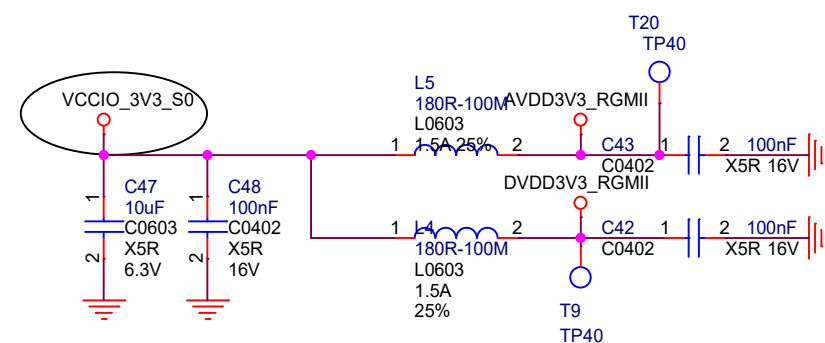 T20
TP40
VCCIO_3V3_S0
L5
180R-100M
L0603
1.5A 25%
1
2
AVDD3V3_RGMII
C43
C0402
1
2
100nF
X5R 16V
DVDD3V3_RGMII
1
C47
10uF
C0603
X5R
6.3V
2
1
C48
100nF
C0402
X5R
16V
2
1
L4
180R-100M
L0603
1.5A
25%
2
C42
C0402
1
2
100nF
X5R 16V
T9
TP40